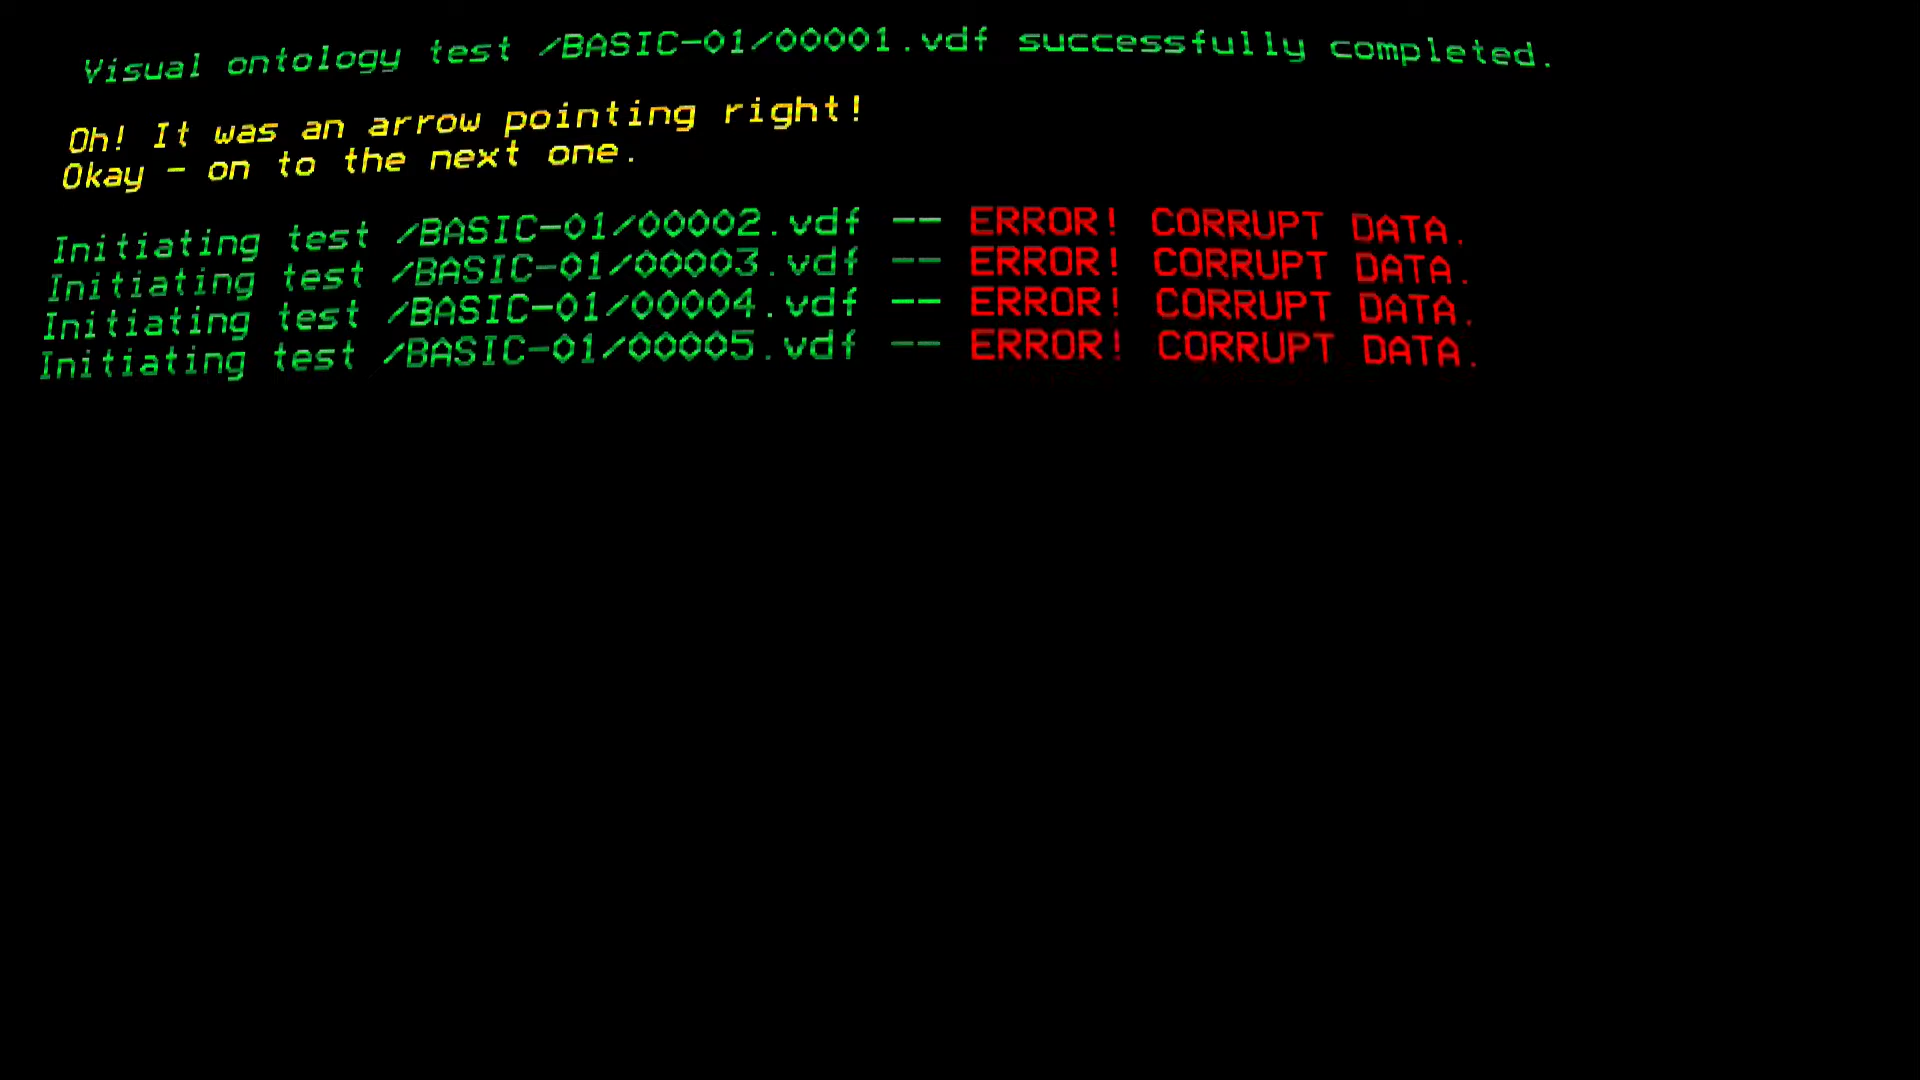 Visual ontology test /BASIC-01/00001.vdf successfully completed.
Oh! It was an arrow pointing right!
Okay - on to the next one.
Initiating test /BASIC-01/00002.vdf -- ERROR! CORRUPT DATA.
Initiating test /BASIC-01/00003.vdf -- ERROR! CORRUPT DATA.
Initiating test /BASIC-01/00004.vdf -- ERROR! CORRUPT DATA.
Initiating test /BASIC-01/00005.vdf -- ERROR! CORRUPT DATA.